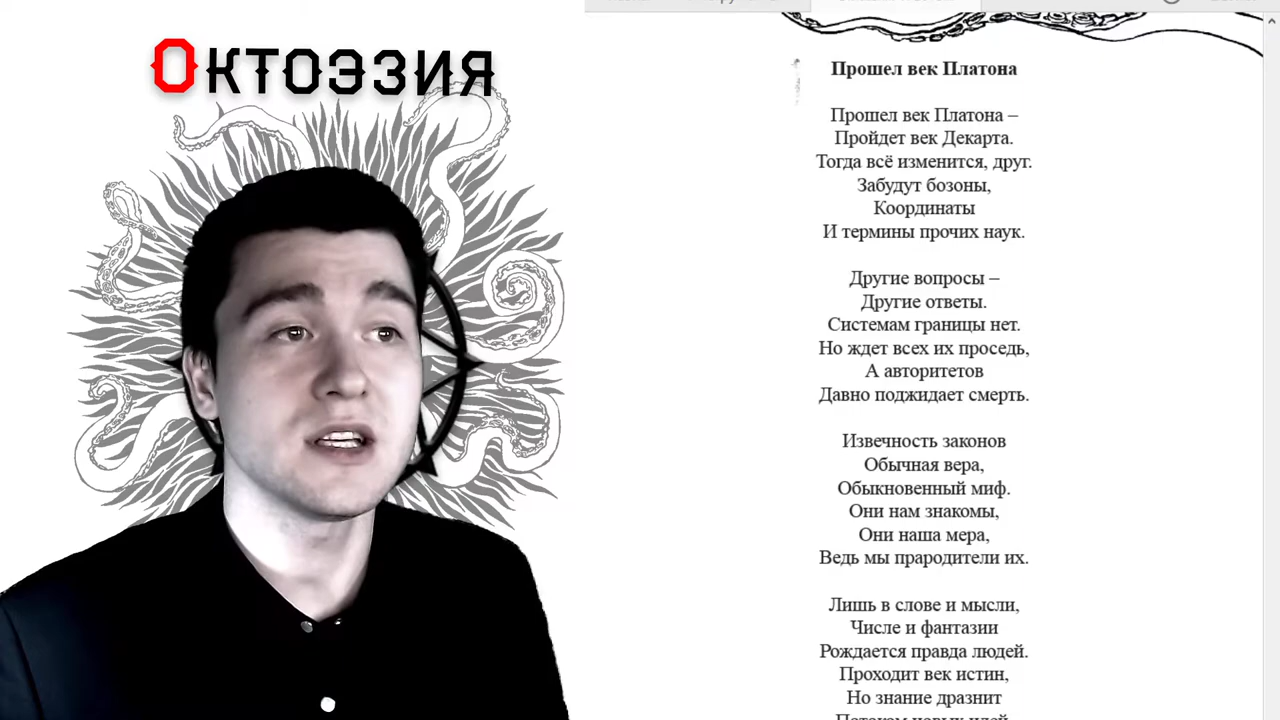 Октоэзия
Прошел век Платона
Прошел век Платона –
Пройдет век Декарта.
Тогда всё изменится, друг.
Забудут бозоны,
Координаты
И термины прочих наук.
Другие вопросы –
Другие ответы.
Системам границы нет.
Но ждет всех их проседь,
А авторитетов
Давно поджидает смерть.
Извечность законов
Обычная вера,
Обыкновенный миф.
Они нам знакомы,
Они наша мера,
Ведь мы прародители их.
Лишь в слове и мысли,
Числе и фантазии
Рождается правда людей.
Проходит век истин,
Но знание дразнит